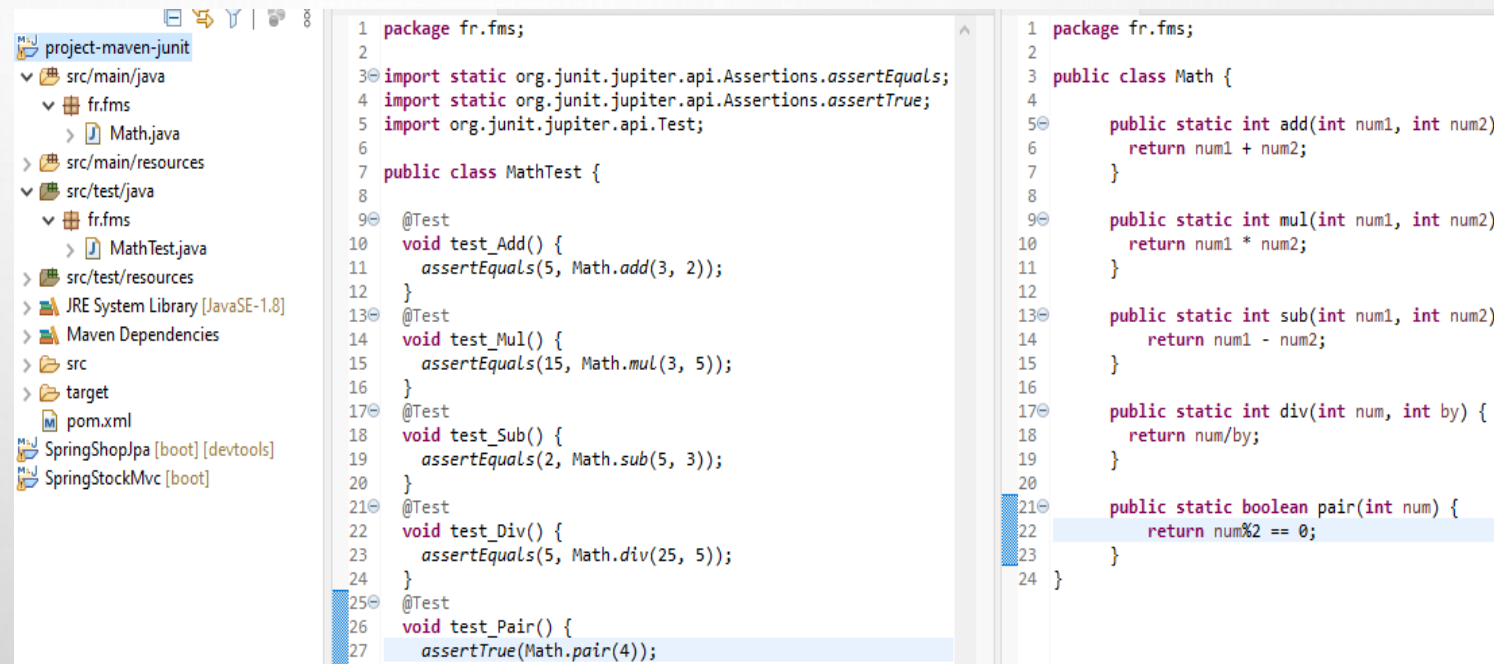 project-maven-junit
src/main/java
fr.fms
Math.java
src/main/resources
src/test/java
fr.fms
MathTest.java
src/test/resources
JRE System Library [JavaSE-1.8]
Maven Dependencies
src
target
pom.xml
SpringShopJpa [boot] [devtools]
SpringStockMvc [boot]
1 package fr.fms;
2
3 import static org.junit.jupiter.api.Assertions.assertEquals;
4 import static org.junit.jupiter.api.Assertions.assertTrue;
5 import org.junit.jupiter.api.Test;
6
7 public class MathTest {
8
9 @Test
10 void test_Add() {
11 assertEquals(5, Math.add(3, 2));
12 }
13 @Test
14 void test_Mul() {
15 assertEquals(15, Math.mul(3, 5));
16 }
17 @Test
18 void test_Sub() {
19 assertEquals(2, Math.sub(5, 3));
20 }
21 @Test
22 void test_Div() {
23 assertEquals(5, Math.div(25, 5));
24 }
25 @Test
26 void test_Pair() {
27 assertTrue(Math.pair(4));
1 package fr.fms;
2
3 public class Math {
4
5 public static int add(int num1, int num2)
6 return num1 + num2;
7 }
8
9 public static int mul(int num1, int num2)
10 return num1 * num2;
11 }
12
13 public static int sub(int num1, int num2)
14 return num1 - num2;
15 }
16
17 public static int div(int num, int by) {
18 return num/by;
19 }
20
21 public static boolean pair(int num) {
22 return num%2 == 0;
23 }
24 }